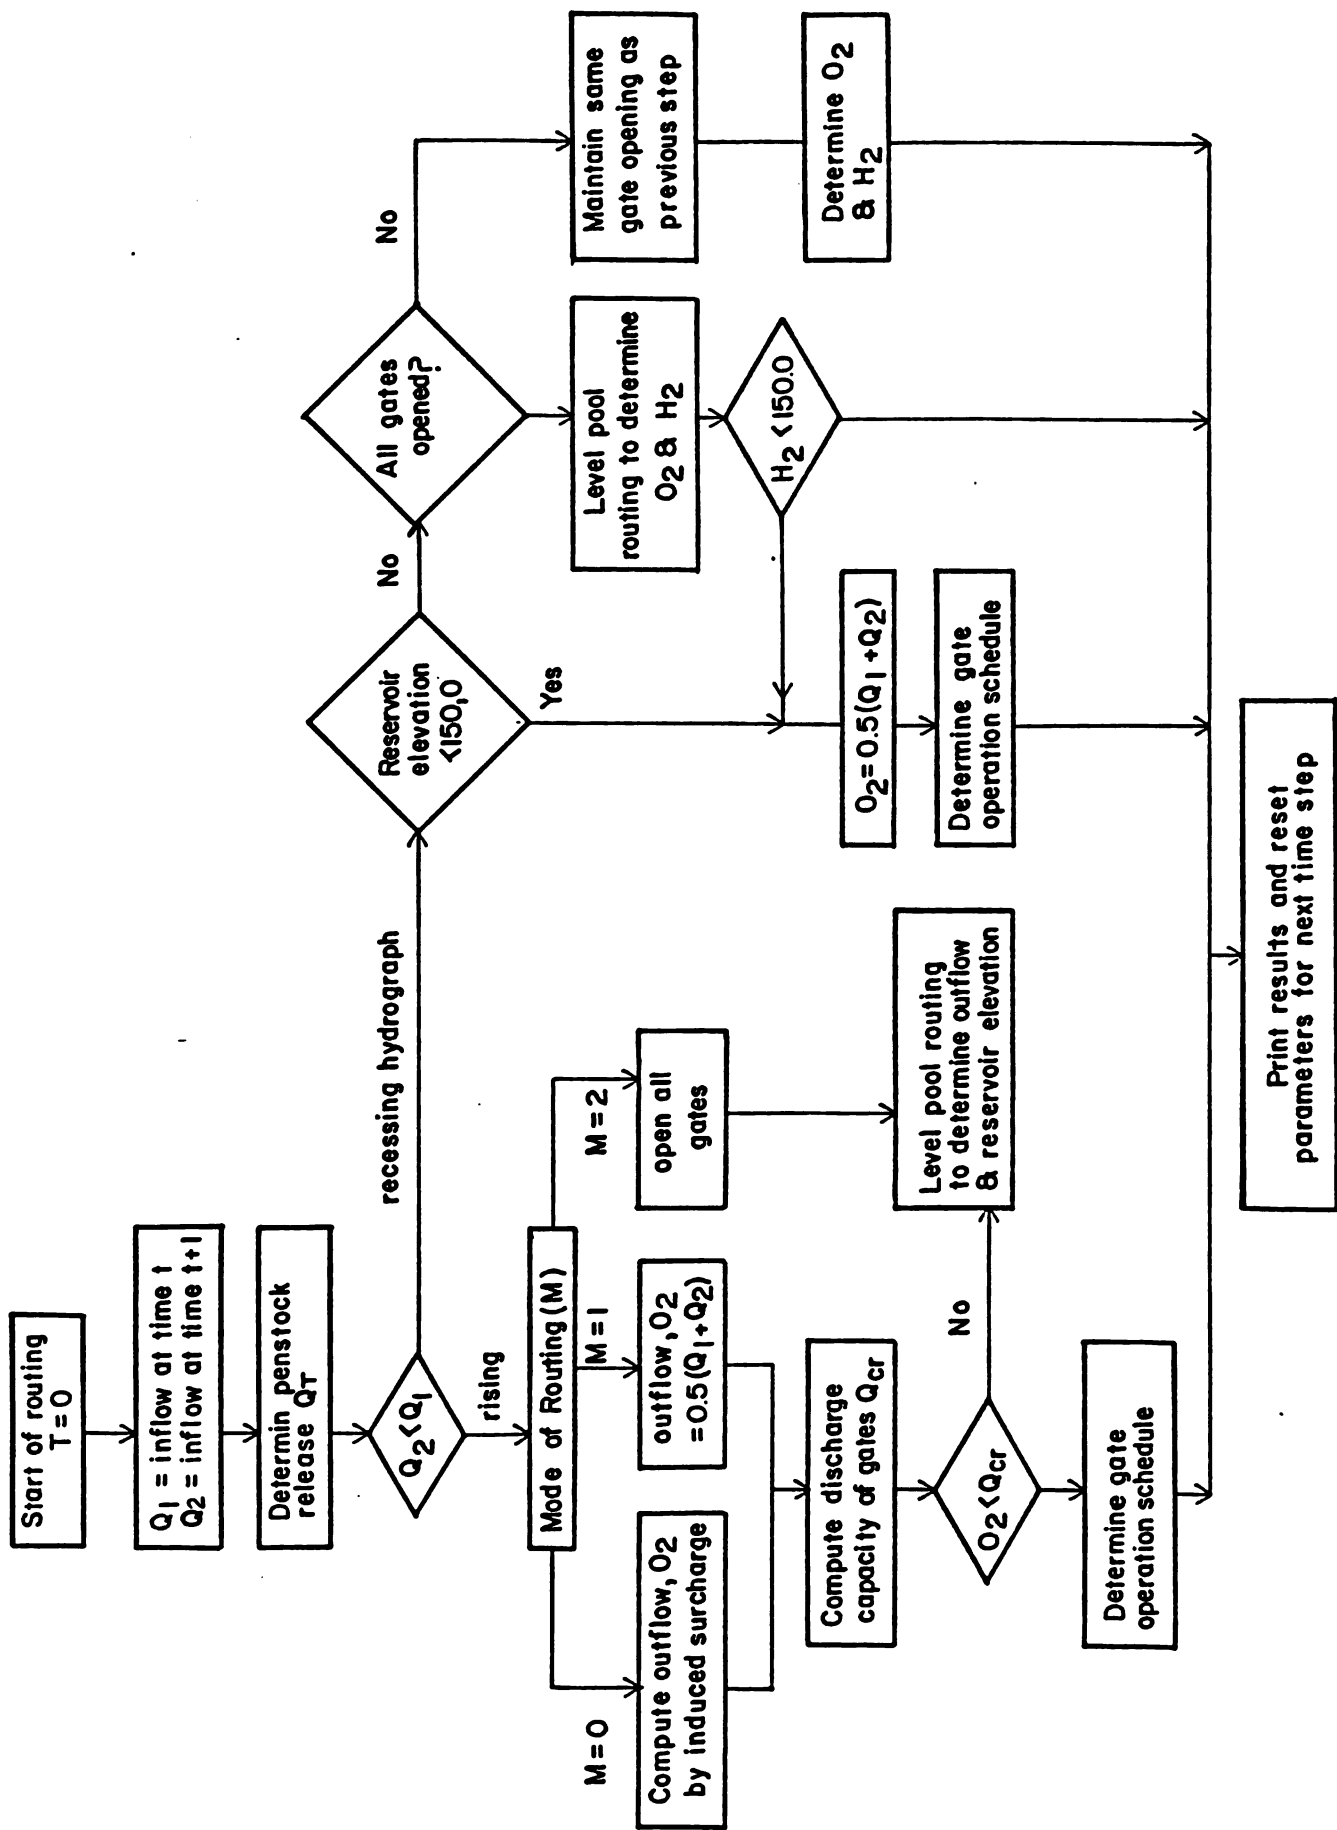 Start of routing
T=0
Q1 = inflow at time t
Q2 = inflow at time t+1
Determin penstock
release QT
Q2<Q1
recessing hydrograph
rising
Mode of Routing(M)
M=0
M=1
M=2
Compute outflow,O2
by induced surcharge
outflow,O2
=0.5(Q1+Q2)
open all
gates
Compute discharge
capacity of gates Qcr
O2<Qcr
No
Level pool routing
to determine outflow
& reservoir elevation
Determine gate
operation schedule
Reservoir
elevation
<150,0
Yes
No
All gates
opened?
No
Level pool
routing to determine
O2 & H2
H2<150.0
O2=0.5(Q1+Q2)
Determine gate
operation schedule
Maintain same
gate opening as
previous step
Determine O2
& H2
Print results and reset
parameters for next time step